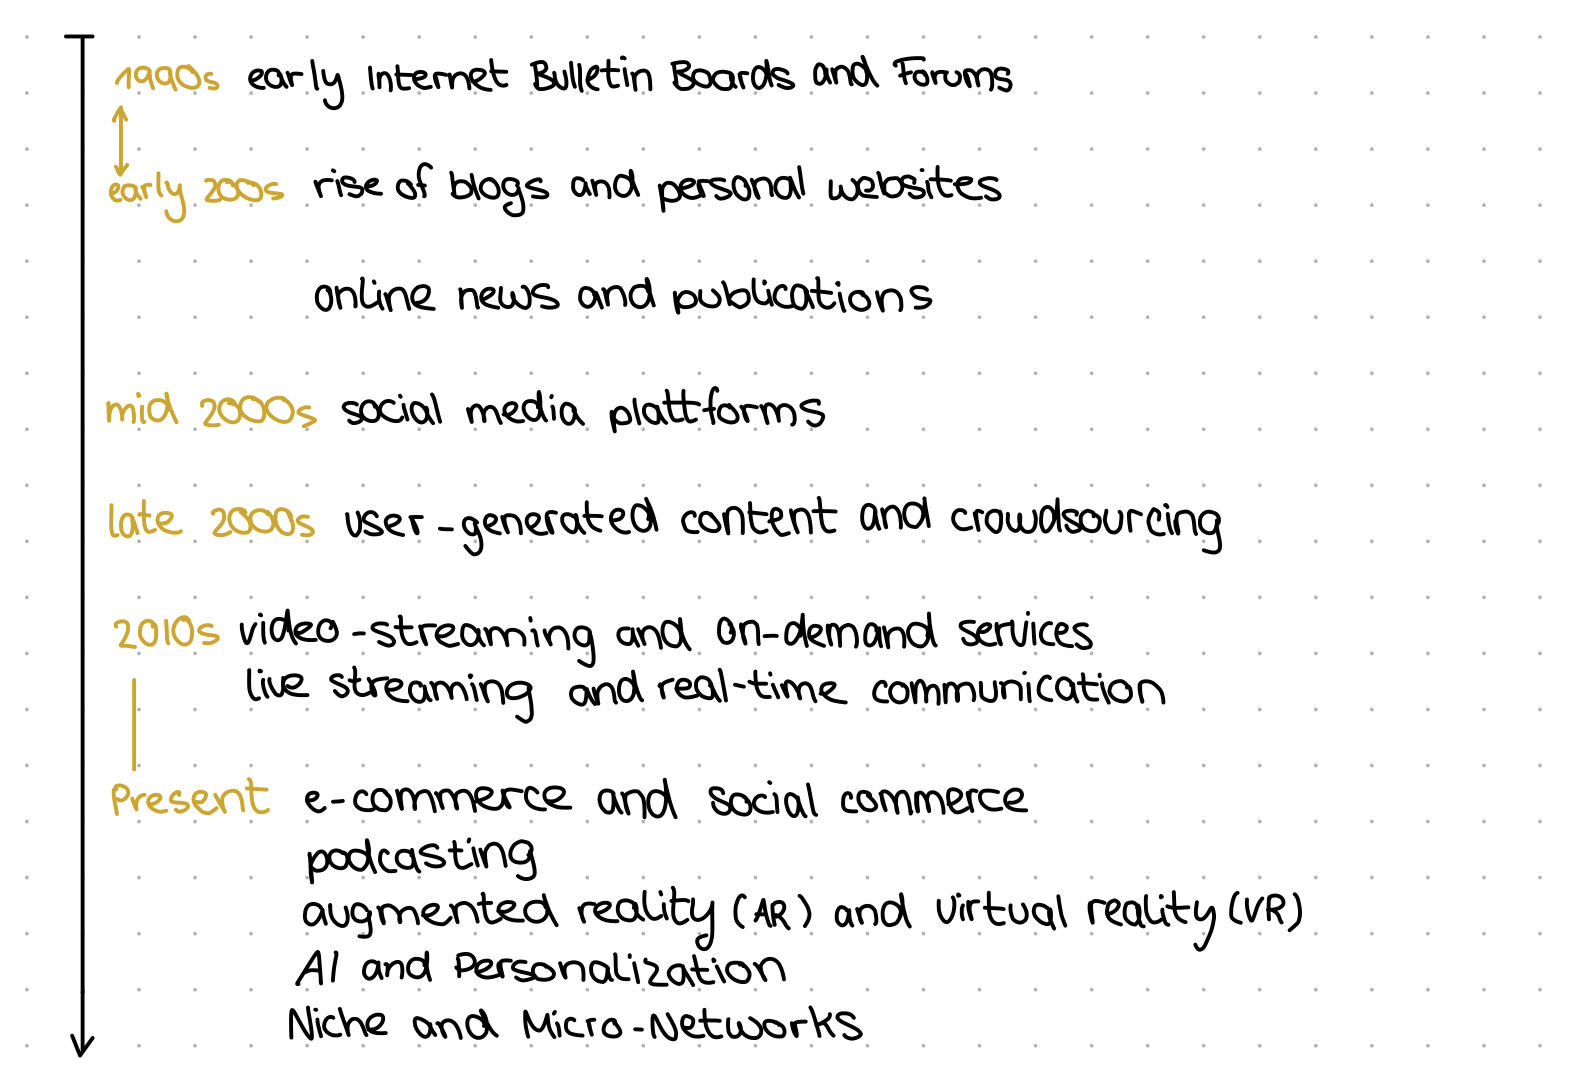 1990s early Internet Bulletin Boards and Forums
early 2000s rise of blogs and personal websites
online news and publications
mid 2000s social media plattforms
late 2000s user-generated content and crowdsourcing
2010s video-streaming and on-demand services
live streaming and real-time communication
Present e-commerce and social commerce
podcasting
augmented reality (AR) and virtual reality (VR)
AI and Personalization
Niche and Micro-Networks